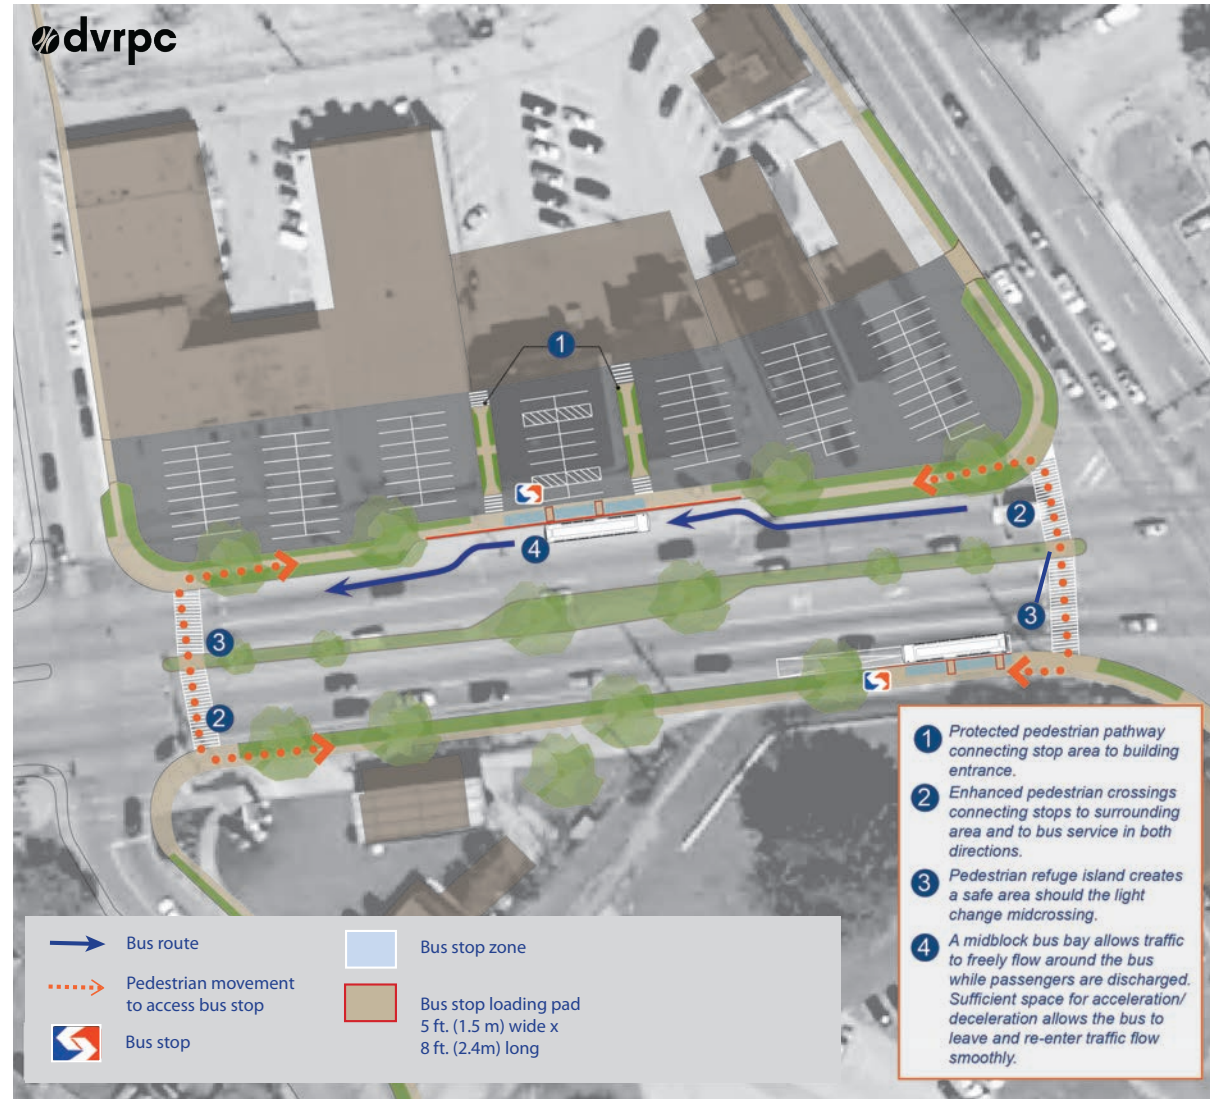 dvrpc
1
2
4
3
3
2
1 Protected pedestrian pathway
connecting stop area to building
entrance.
2 Enhanced pedestrian crossings
connecting stops to surrounding
area and to bus service in both
directions.
3 Pedestrian refuge island creates
a safe area should the light
change midcrossing.
4 A midblock bus bay allows traffic
to freely flow around the bus
while passengers are discharged.
Sufficient space for acceleration/
deceleration allows the bus to
leave and re-enter traffic flow
smoothly.
Bus route
Pedestrian movement
to access bus stop
Bus stop
Bus stop zone
Bus stop loading pad
5 ft. (1.5 m) wide x
8 ft. (2.4m) long